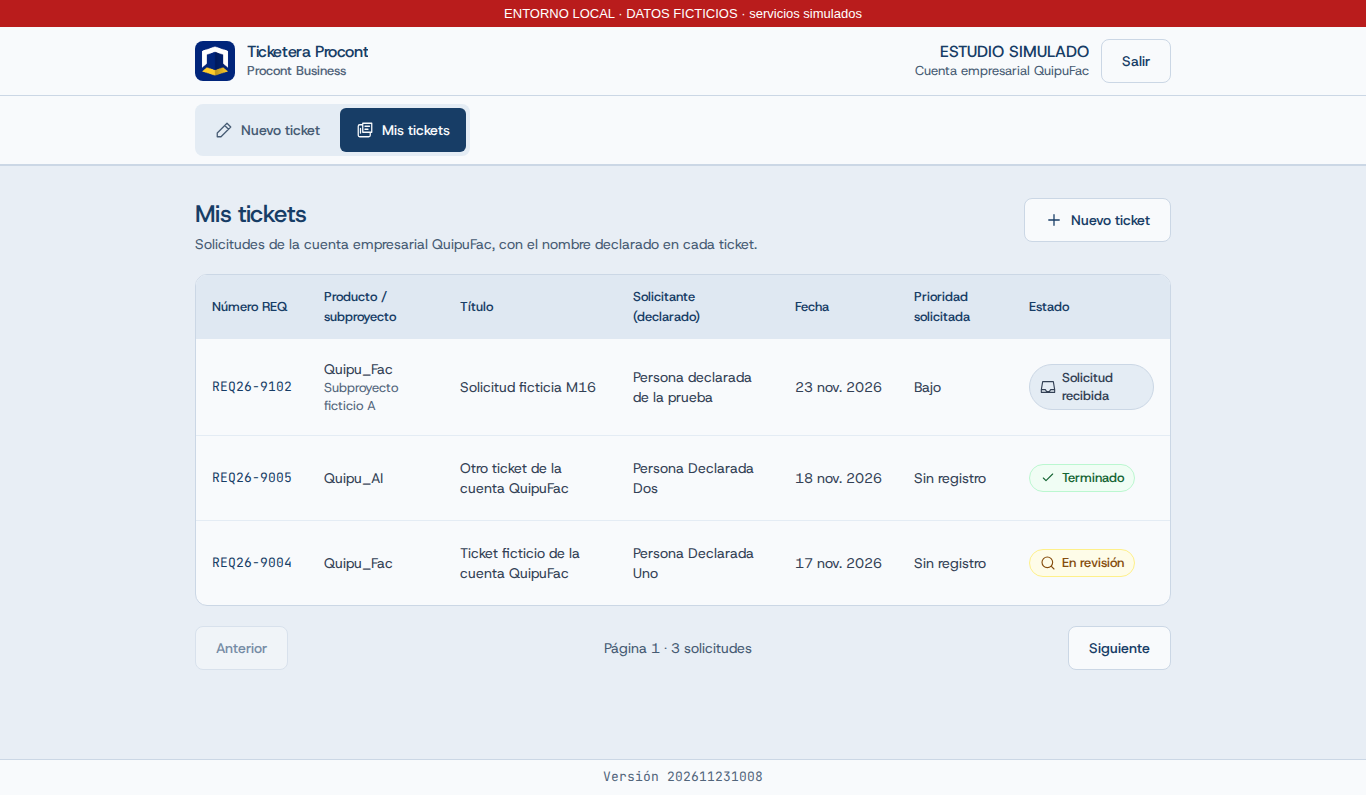 ENTORNO LOCAL · DATOS FICTICIOS · servicios simulados
Ticketera Procont
Procont Business
ESTUDIO SIMULADO
Cuenta empresarial QuipuFac
Salir
Nuevo ticket
Mis tickets
Mis tickets
Solicitudes de la cuenta empresarial QuipuFac, con el nombre declarado en cada ticket.
Nuevo ticket
Número REQ
Producto /
subproyecto
Título
Solicitante
(declarado)
Fecha
Prioridad
solicitada
Estado
REQ26-9102
Quipu_Fac
Subproyecto
ficticio A
Solicitud ficticia M16
Persona declarada
de la prueba
23 nov. 2026
Bajo
Solicitud
recibida
REQ26-9005
Quipu_AI
Otro ticket de la
cuenta QuipuFac
Persona Declarada
Dos
18 nov. 2026
Sin registro
Terminado
REQ26-9004
Quipu_Fac
Ticket ficticio de la
cuenta QuipuFac
Persona Declarada
Uno
17 nov. 2026
Sin registro
En revisión
Anterior
Página 1 · 3 solicitudes
Siguiente
Versión 202611231008